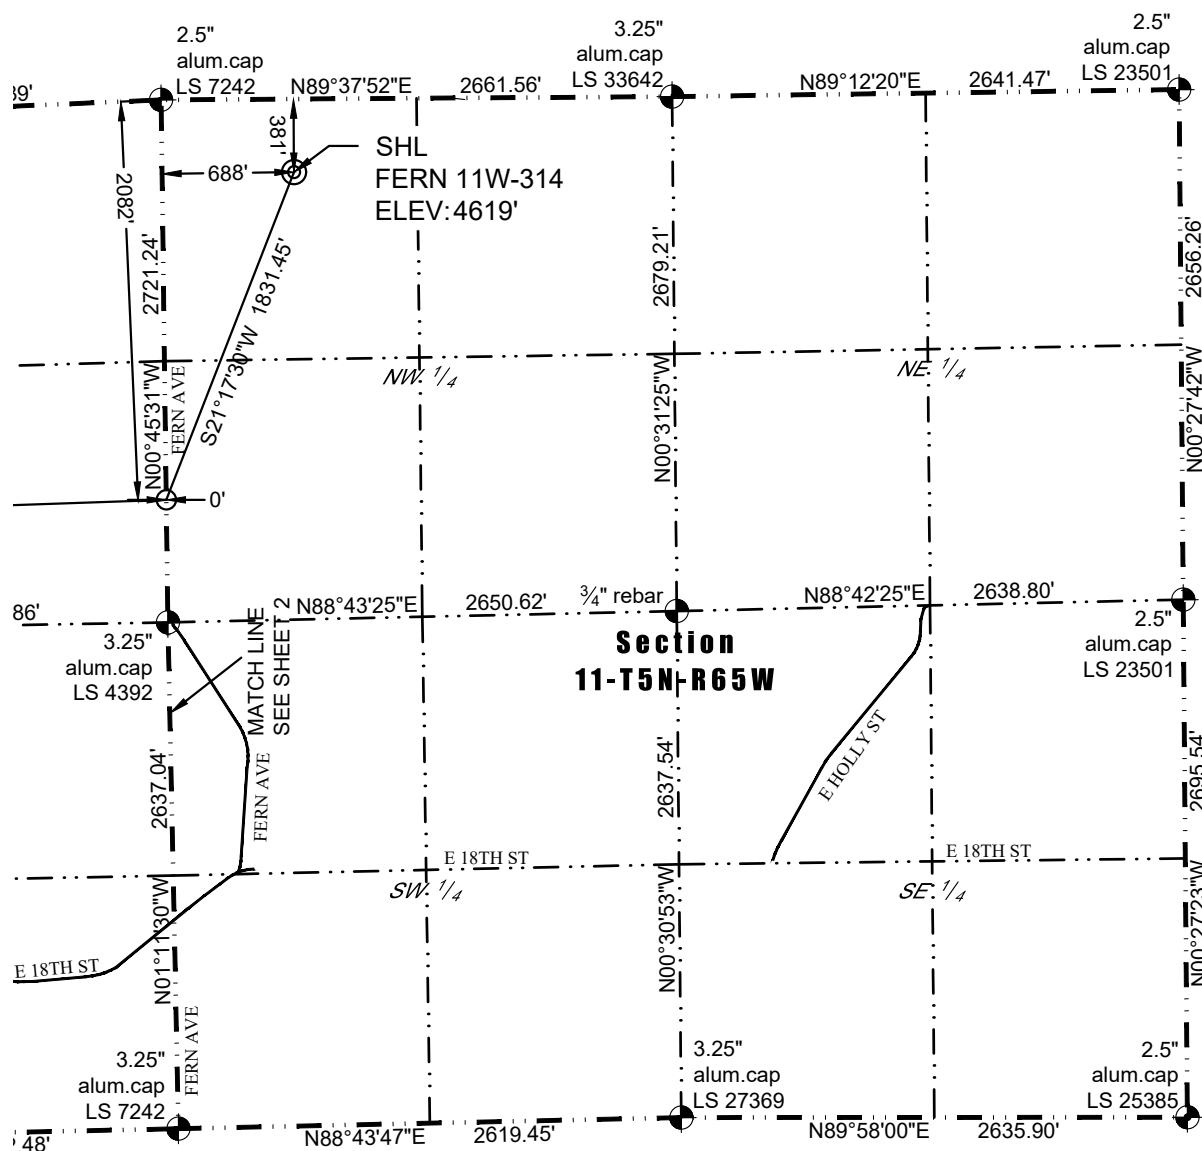 2.5"
alum.cap
LS 7242
3.25"
alum.cap
LS 33642
2.5"
alum.cap
LS 23501
39'
N89°37'52"E
2661.56'
N89°12'20"E
2641.47'
381'
688'
SHL
FERN 11W-314
ELEV:4619'
2082'
2721.24'
S21°17'30"W 1831.45'
2679.21'
2656.26'
NW 1/4
NE 1/4
N00°45'31"W
FERN AVE
N00°31'25"W
N00°27'42"W
0'
86'
N88°43'25"E
2650.62'
3/4" rebar
N88°42'25"E
2638.80'
3.25"
alum.cap
LS 4392
MATCH LINE
SEE SHEET 2
Section
11-T5N-R65W
2.5"
alum.cap
LS 23501
2637.04'
FERN AVE
2637.54'
E HOLLY ST
2695.54'
E 18TH ST
E 18TH ST
SW 1/4
SE 1/4
N01°11'30"W
N00°30'53"W
N00°27'23"W
E 18TH ST
FERN AVE
3.25"
alum.cap
LS 7242
3.25"
alum.cap
LS 27369
2.5"
alum.cap
LS 25385
48'
N88°43'47"E
2619.45'
N89°58'00"E
2635.90'